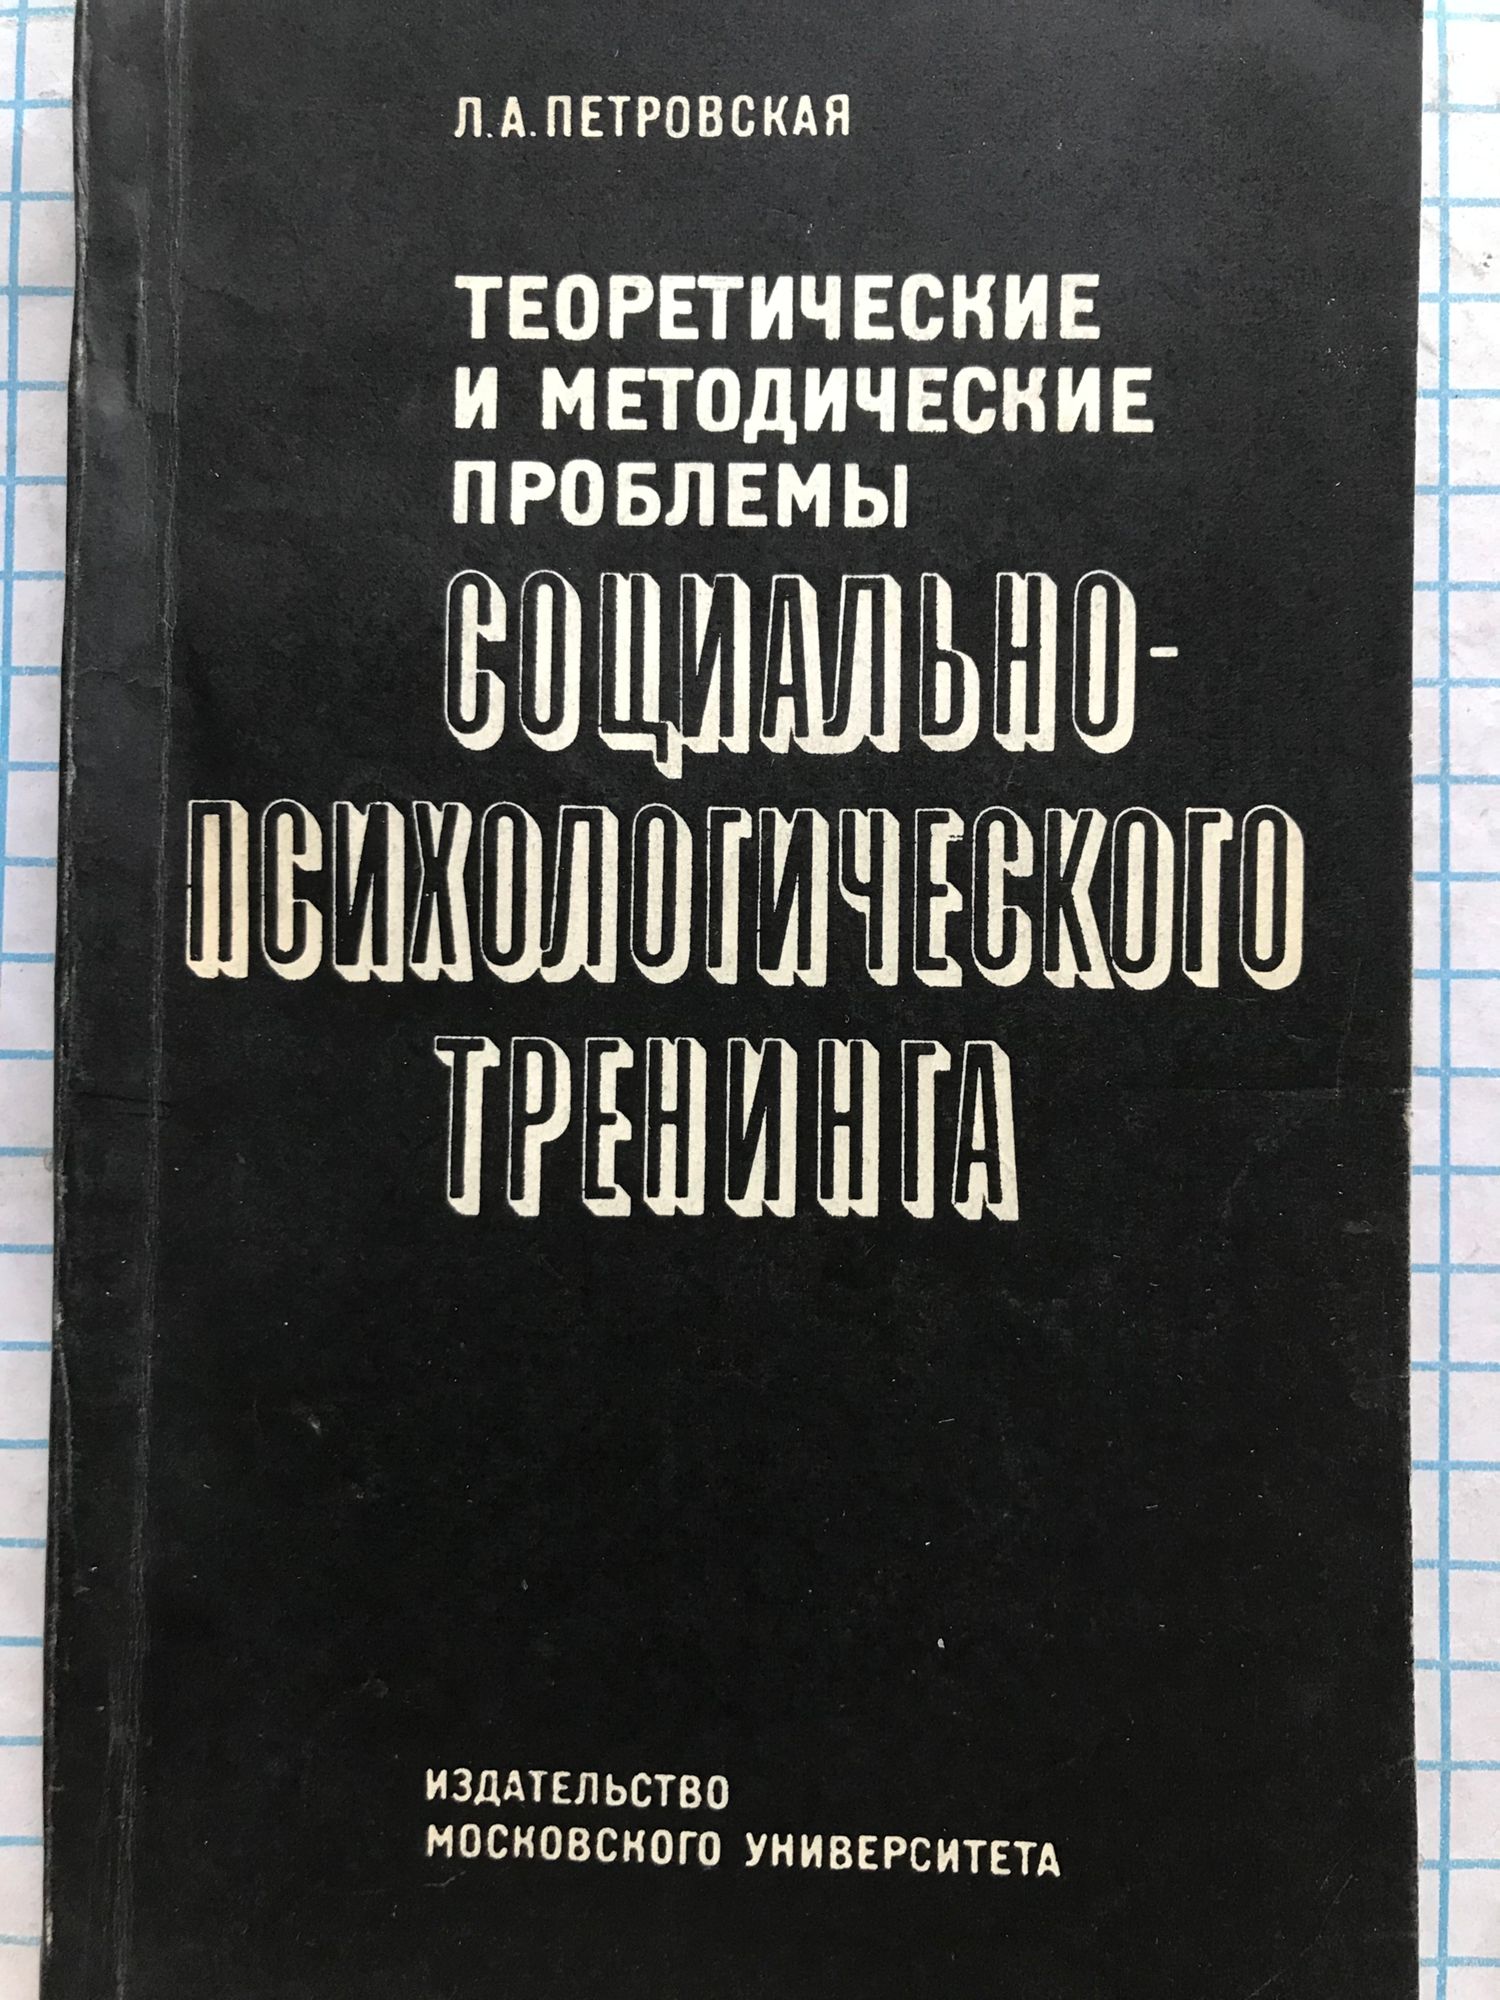 Л.А.ПЕТРОВСКАЯ
ТЕОРЕТИЧЕСКИЕ
И МЕТОДИЧЕСКИЕ
ПРОБЛЕМЫ
СОЦИАЛЬНО-
ПСИХОЛОГИЧЕСКОГО
ТРЕНИНГА
ИЗДАТЕЛЬСТВО
МОСКОВСКОГО УНИВЕРСИТЕТА